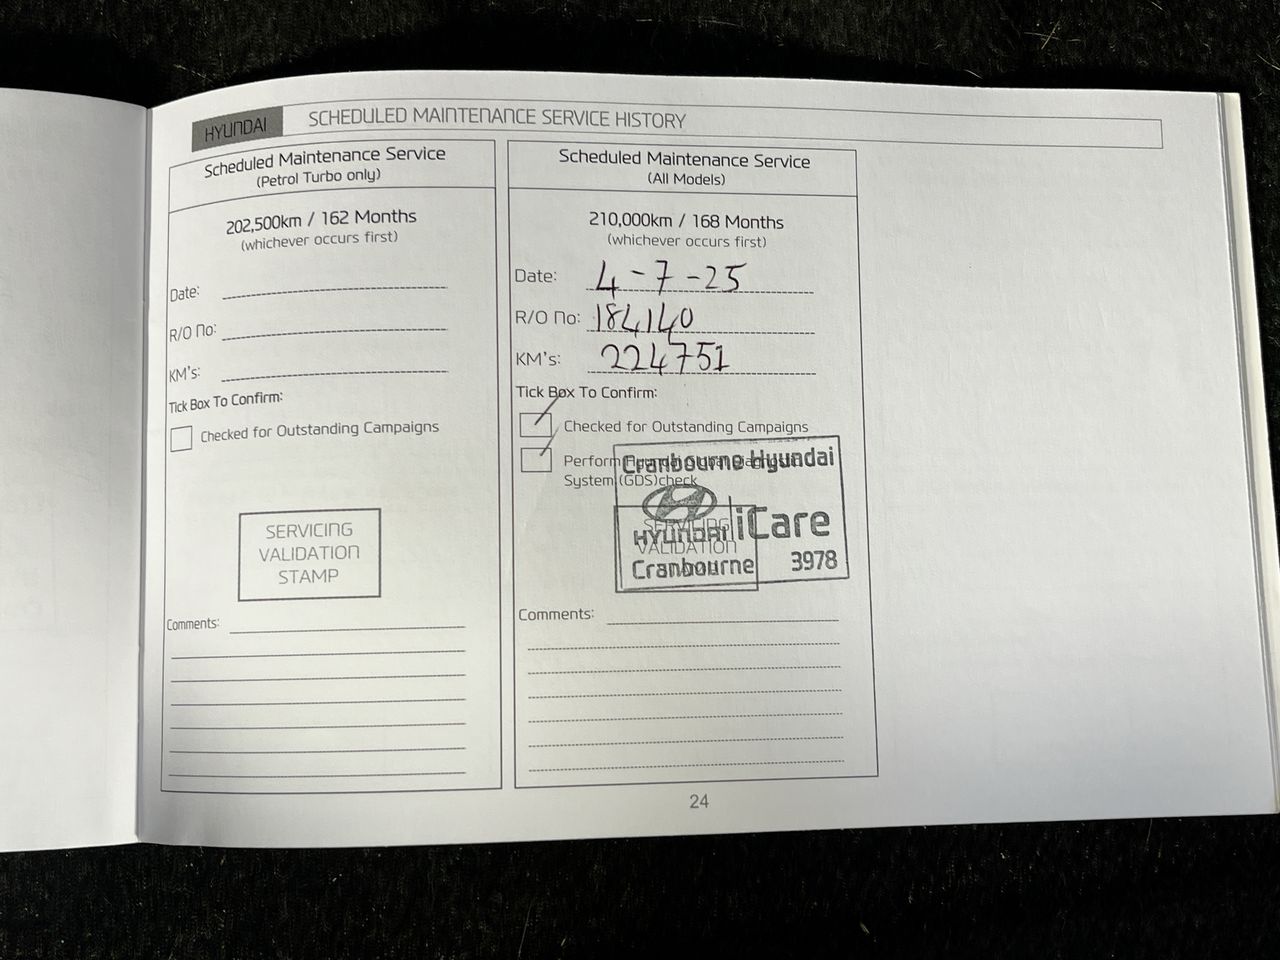 HYUNDAI
SCHEDULED MAINTENANCE SERVICE HISTORY
Scheduled Maintenance Service
(Petrol Turbo only)
202,500km / 162 Months
(whichever occurs first)
Date:
R/O No:
KM's:
Tick Box To Confirm:
Checked for Outstanding Campaigns
SERVICING
VALIDATION
STAMP
Comments:
Scheduled Maintenance Service
(All Models)
210,000km / 168 Months
(whichever occurs first)
Date: 4-7-25
R/O No: 184140
KM's: 224751
Tick Box To Confirm:
Checked for Outstanding Campaigns
Perform
System (GDS)check
Cranbourne Hyundai
HYUNDAI iCare
Cranbourne 3978
SERVICING
VALIDATION
Comments:
24